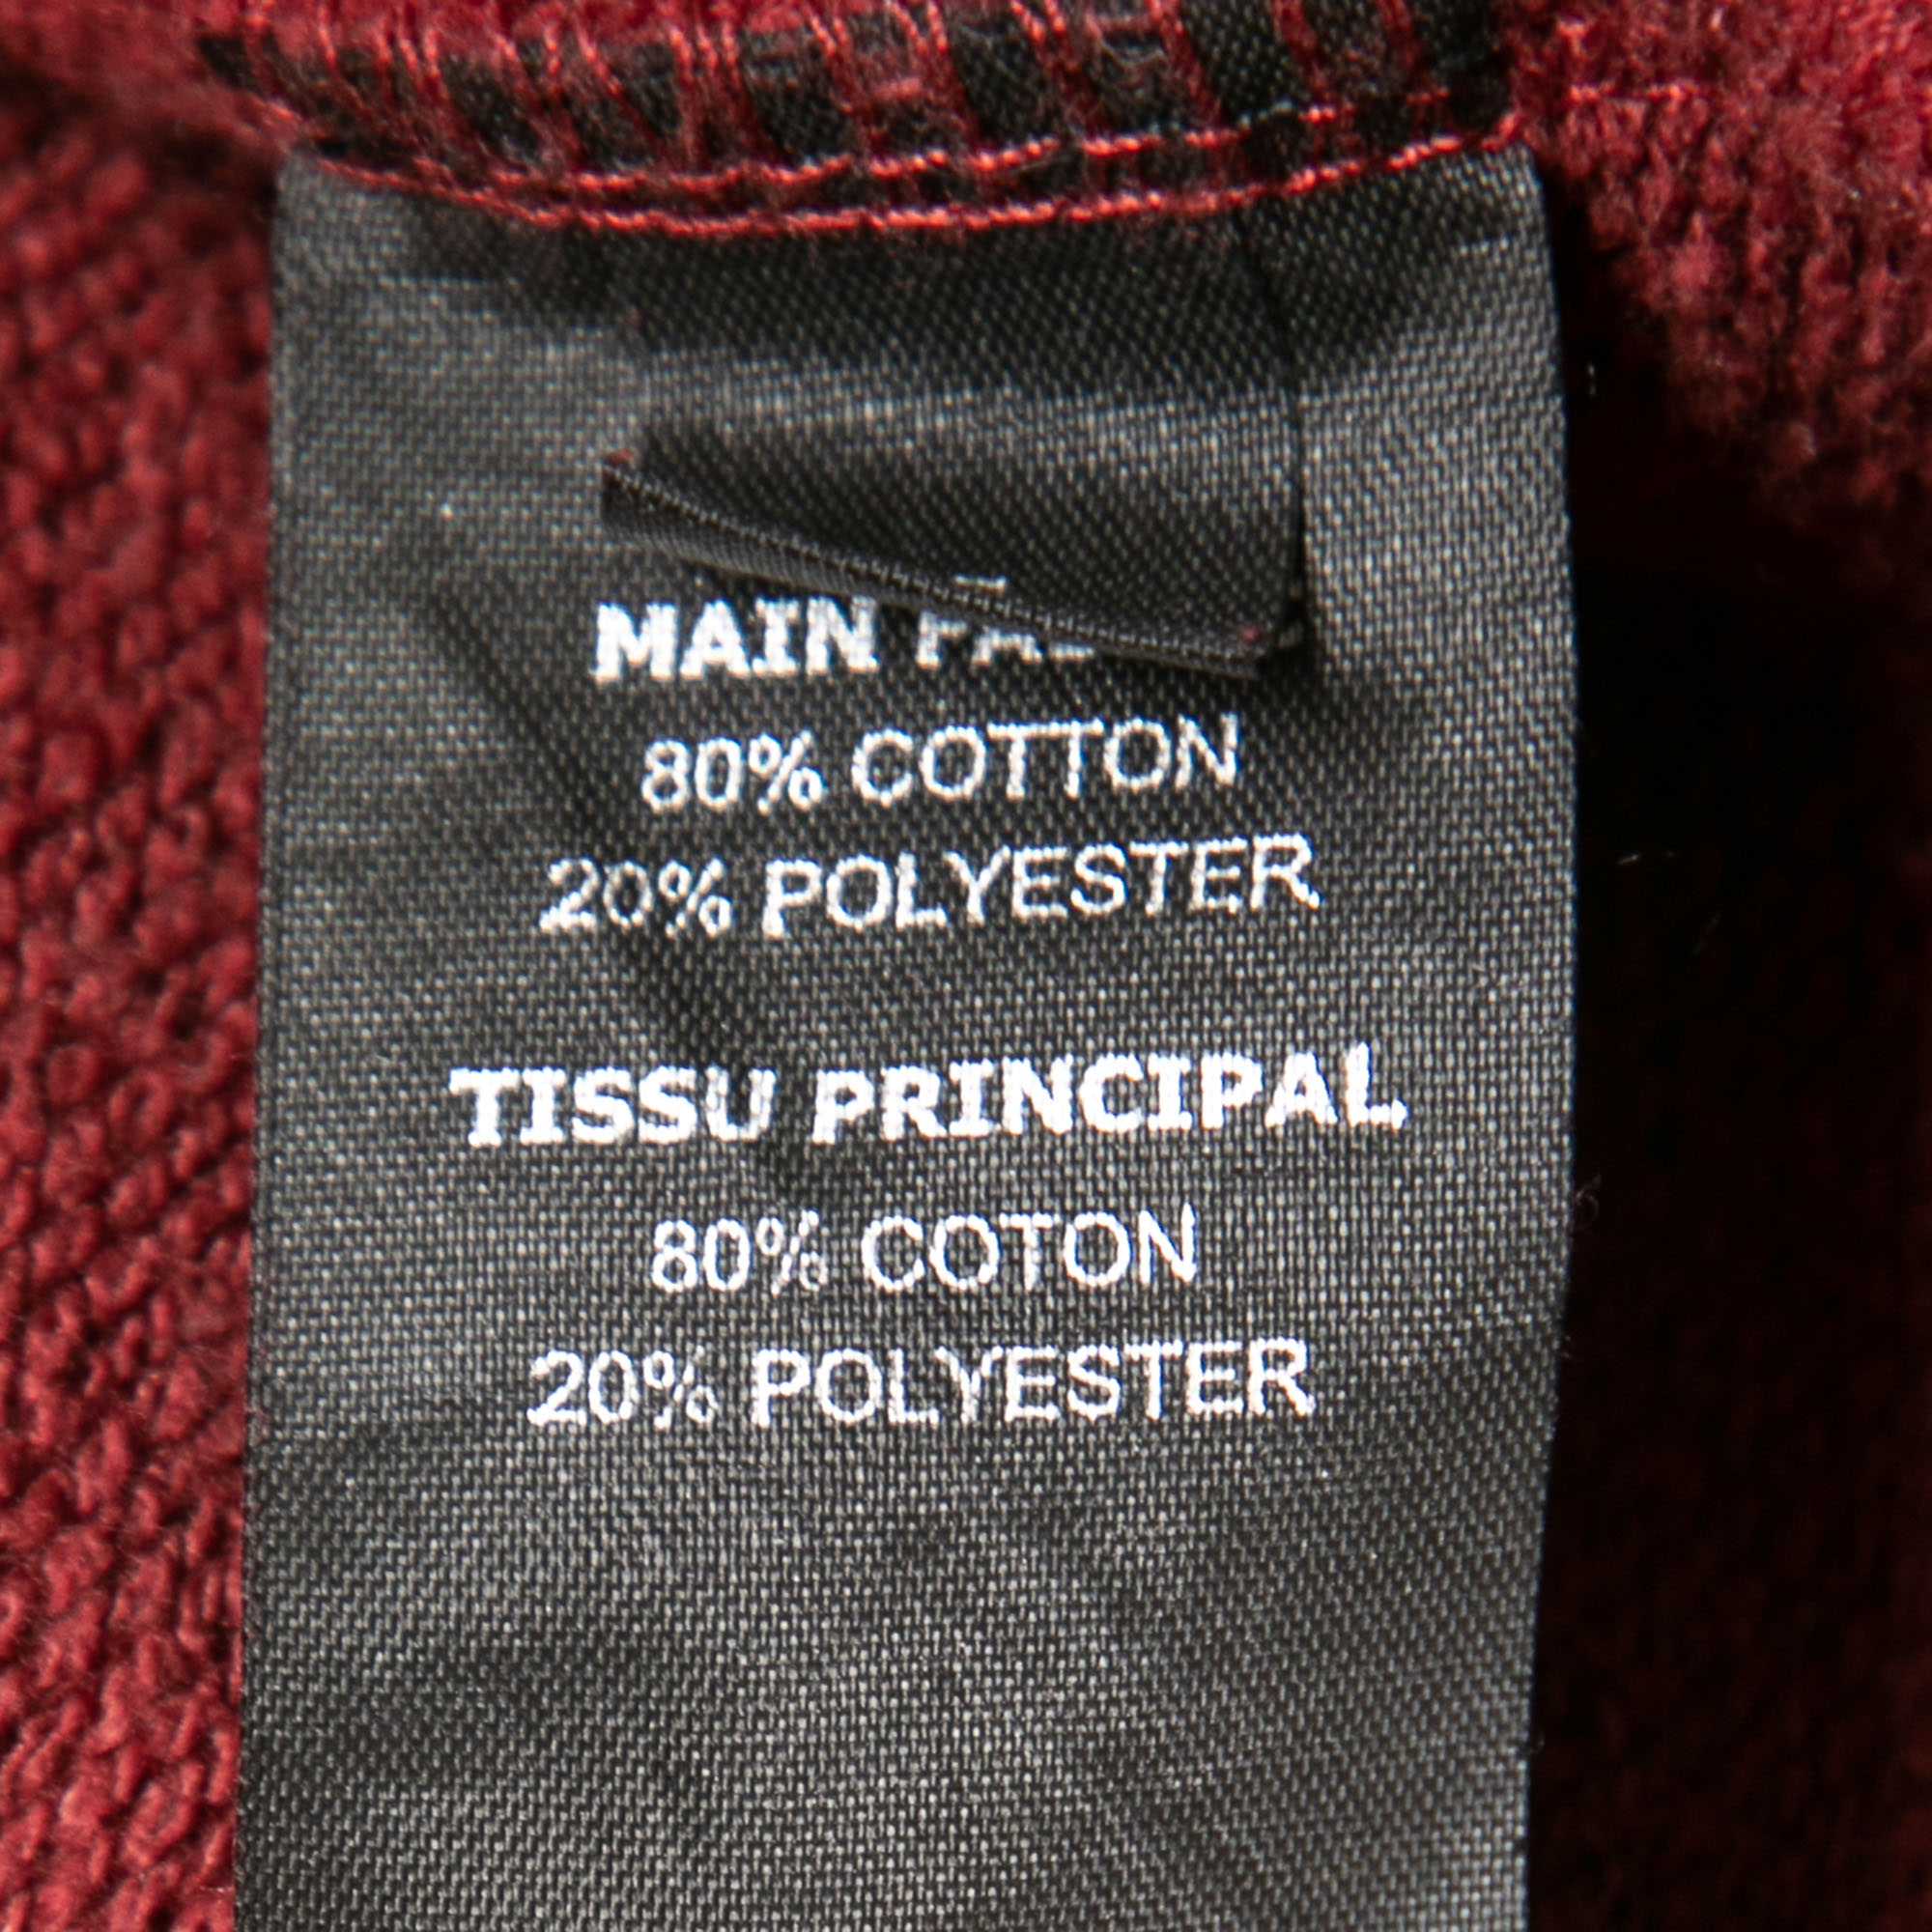 MAIN
80% COTTON
20% POLYESTER
TISSU PRINCIPAL
80% COTON
20% POLYESTER